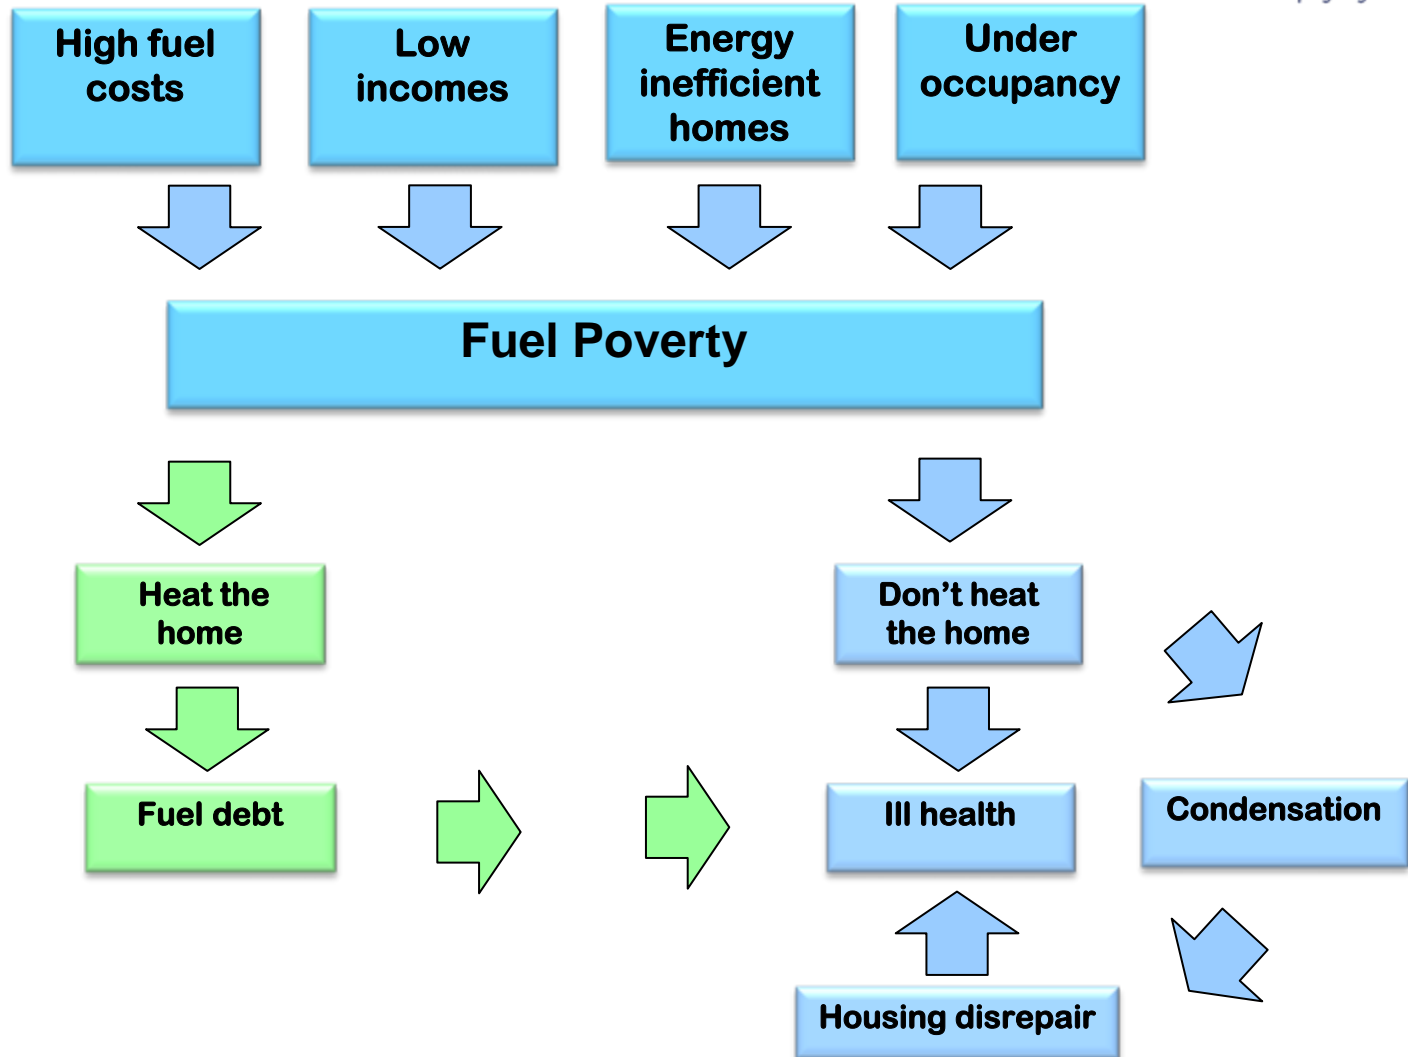 High fuel
costs
Low
incomes
Energy
inefficient
homes
Under
occupancy
Fuel Poverty
Heat the
home
Don’t heat
the home
Fuel debt
Ill health
Condensation
Housing disrepair